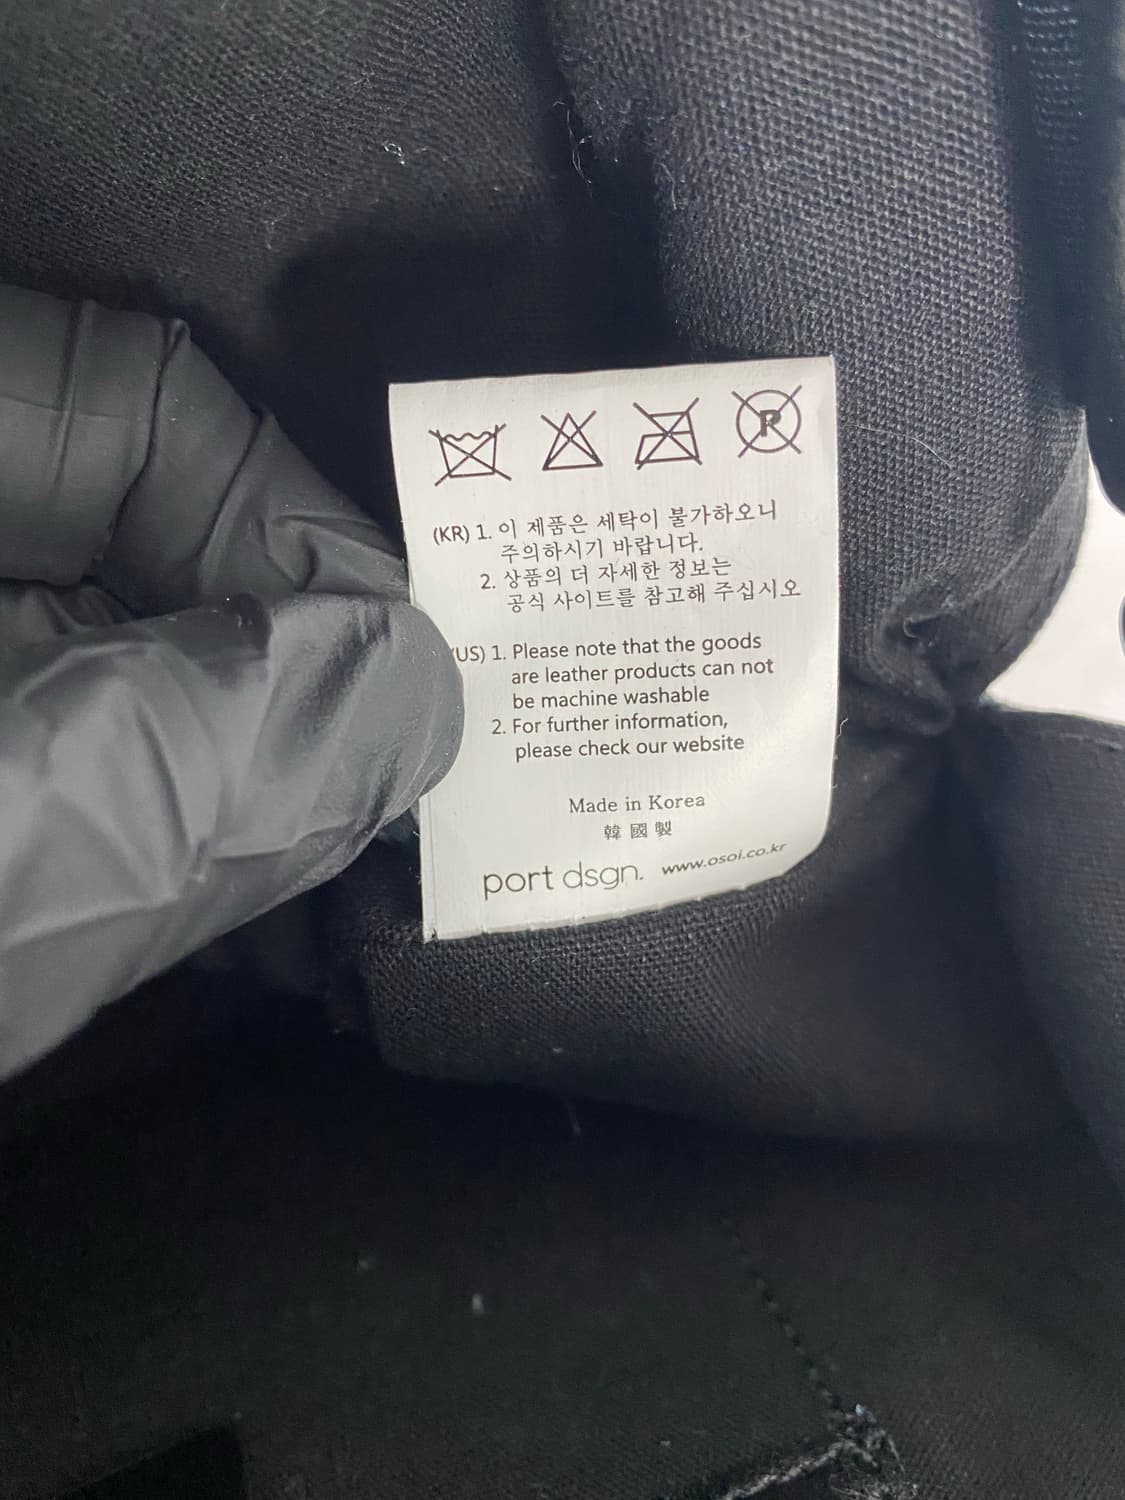 P
(KR) 1. 이 제품은 세탁이 불가하오니
주의하시기 바랍니다.
2. 상품의 더 자세한 정보는
공식 사이트를 참고해 주십시오
US) 1. Please note that the goods
are leather products can not
be machine washable
2. For further information,
please check our website
Made in Korea
韓國製
port dsgn. www.osoi.co.kr